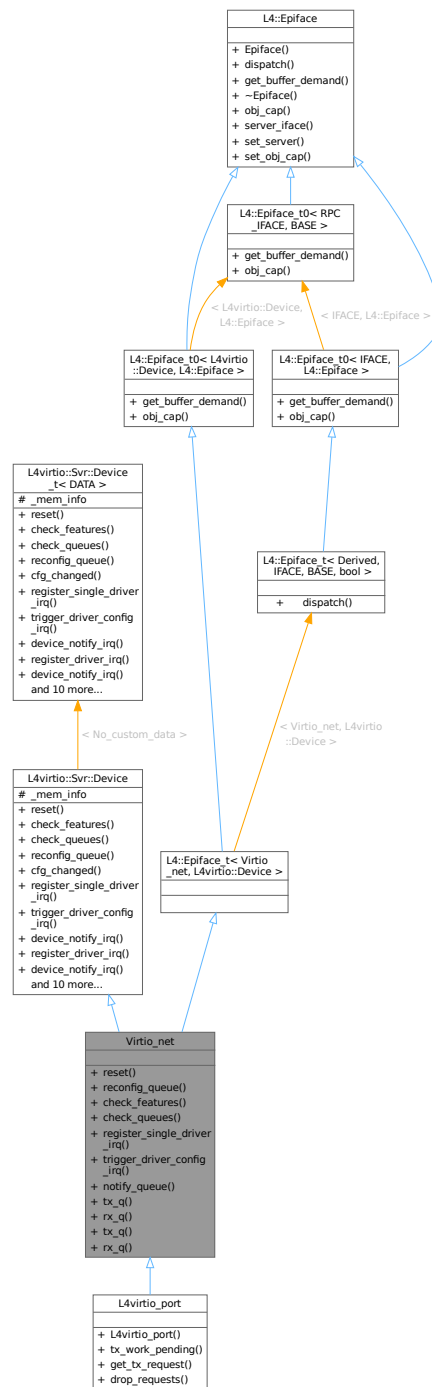 L4::Epiface
+ Epiface()
+ dispatch()
+ get_buffer_demand()
+ ~Epiface()
+ obj_cap()
+ server_iface()
+ set_server()
+ set_obj_cap()
L4::Epiface_t0< RPC
_IFACE, BASE >
+ get_buffer_demand()
+ obj_cap()
< L4virtio::Device,
L4::Epiface >
< IFACE, L4::Epiface >
L4::Epiface_t0< L4virtio
::Device, L4::Epiface >
+ get_buffer_demand()
+ obj_cap()
L4::Epiface_t0< IFACE,
L4::Epiface >
+ get_buffer_demand()
+ obj_cap()
L4virtio::Svr::Device
_t< DATA >
# _mem_info
+ reset()
+ check_features()
+ check_queues()
+ reconfig_queue()
+ cfg_changed()
+ register_single_driver
_irq()
+ trigger_driver_config
_irq()
+ device_notify_irq()
+ register_driver_irq()
+ device_notify_irq()
and 10 more...
L4::Epiface_t< Derived,
IFACE, BASE, bool >
+ dispatch()
< No_custom_data >
< Virtio_net, L4virtio
::Device >
L4virtio::Svr::Device
# _mem_info
+ reset()
+ check_features()
+ check_queues()
+ reconfig_queue()
+ cfg_changed()
+ register_single_driver
_irq()
+ trigger_driver_config
_irq()
+ device_notify_irq()
+ register_driver_irq()
+ device_notify_irq()
and 10 more...
L4::Epiface_t< Virtio
_net, L4virtio::Device >
Virtio_net
+ reset()
+ reconfig_queue()
+ check_features()
+ check_queues()
+ register_single_driver
_irq()
+ trigger_driver_config
_irq()
+ notify_queue()
+ tx_q()
+ rx_q()
+ tx_q()
+ rx_q()
L4virtio_port
+ L4virtio_port()
+ tx_work_pending()
+ get_tx_request()
+ drop_requests()